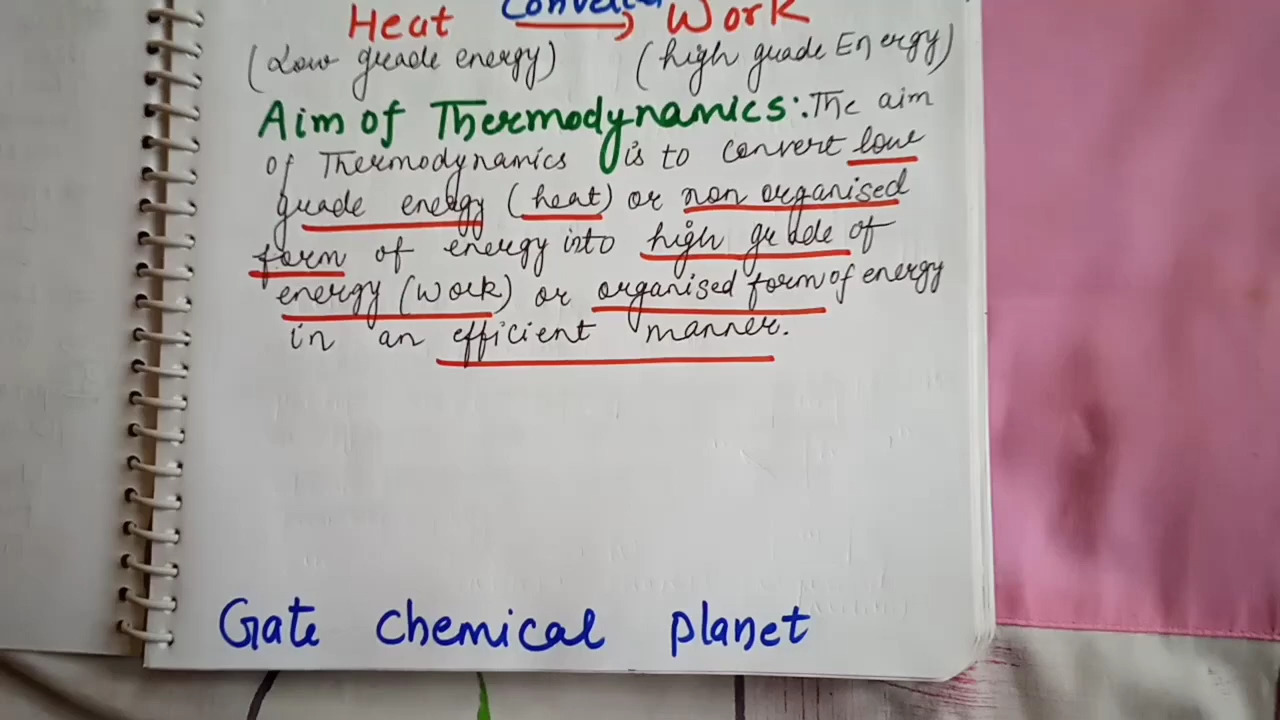 Heat → Work
(Low grade energy) (high grade Energy)
Aim of Thermodynamics:The aim
of Thermodynamics is to convert low
grade energy (heat) or non organised
form of energy into high grade of
energy (work) or organised form of energy
in an efficient manner.
Gate chemical planet